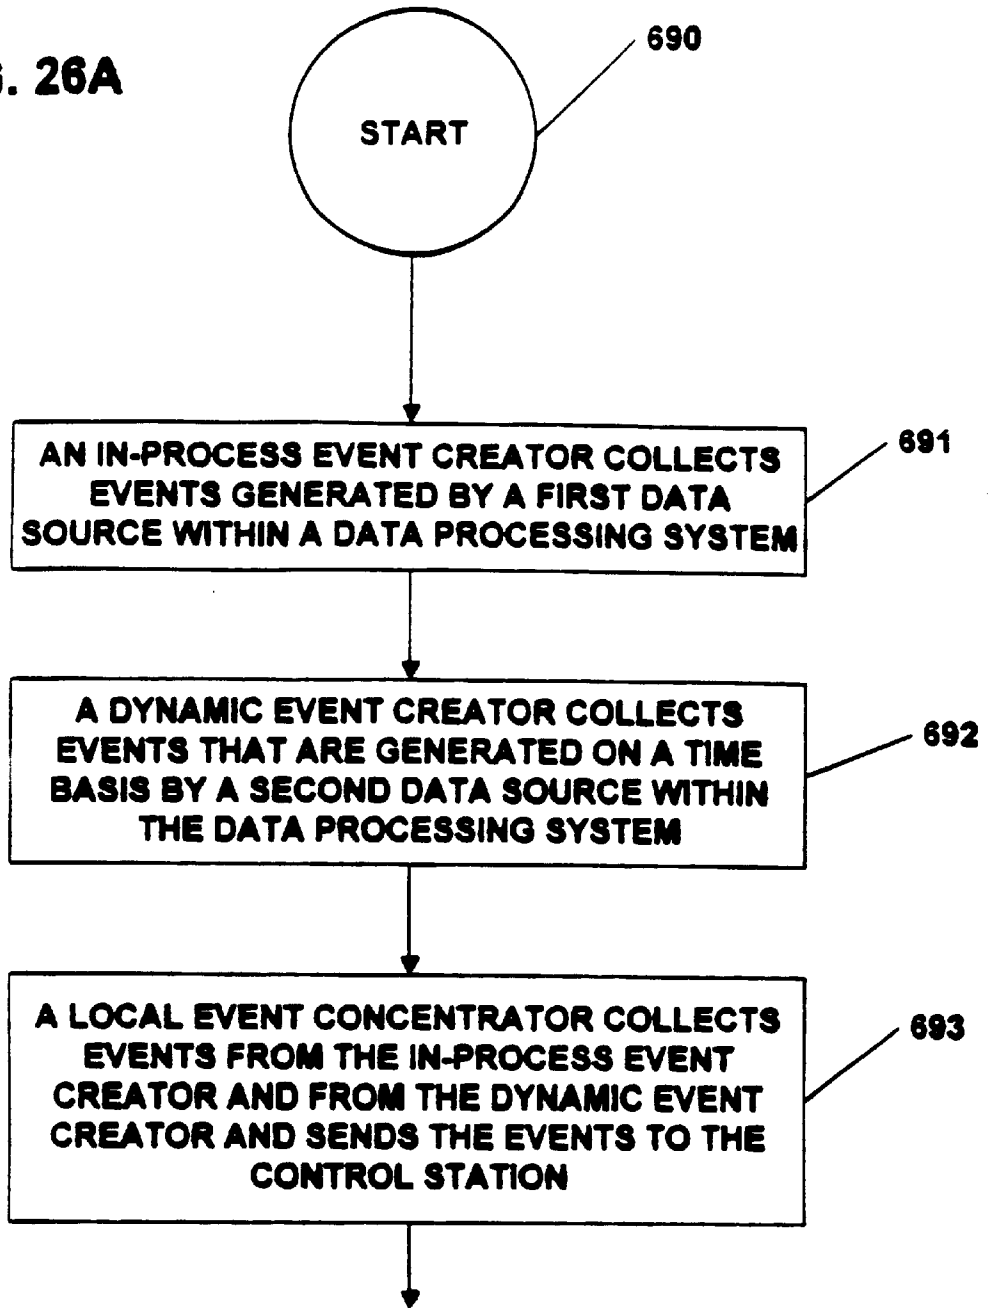 . 26A
690
START
691
AN IN-PROCESS EVENT CREATOR COLLECTS
EVENTS GENERATED BY A FIRST DATA
SOURCE WITHIN A DATA PROCESSING SYSTEM
692
A DYNAMIC EVENT CREATOR COLLECTS
EVENTS THAT ARE GENERATED ON A TIME
BASIS BY A SECOND DATA SOURCE WITHIN
THE DATA PROCESSING SYSTEM
693
A LOCAL EVENT CONCENTRATOR COLLECTS
EVENTS FROM THE IN-PROCESS EVENT
CREATOR AND FROM THE DYNAMIC EVENT
CREATOR AND SENDS THE EVENTS TO THE
CONTROL STATION